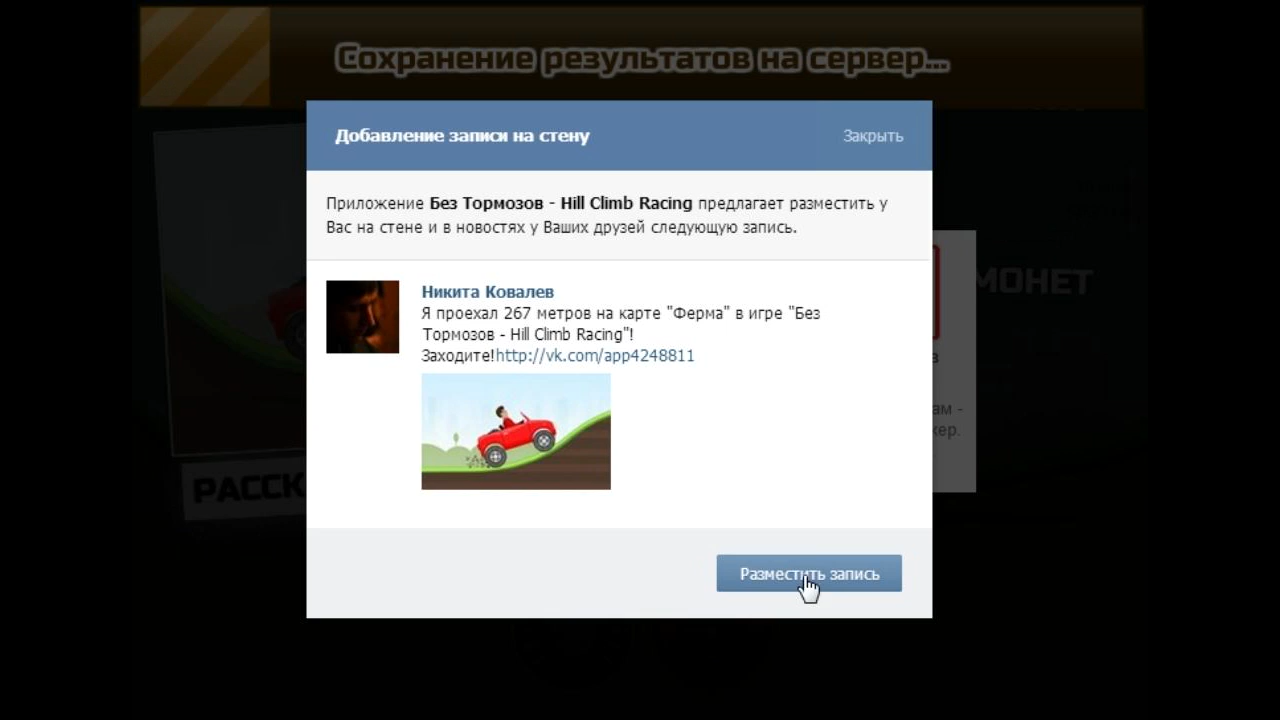 Сохранение результатов на сервер...
Добавление записи на стену
Закрыть
Приложение Без Тормозов - Hill Climb Racing предлагает разместить у
Вас на стене и в новостях у Ваших друзей следующую запись.
Никита Ковалев
Я проехал 267 метров на карте "Ферма" в игре "Без
Тормозов - Hill Climb Racing"!
Заходите!http://vk.com/app4248811
МОНЕТ
в
ам -
кер.
РАССК
Разместить запись